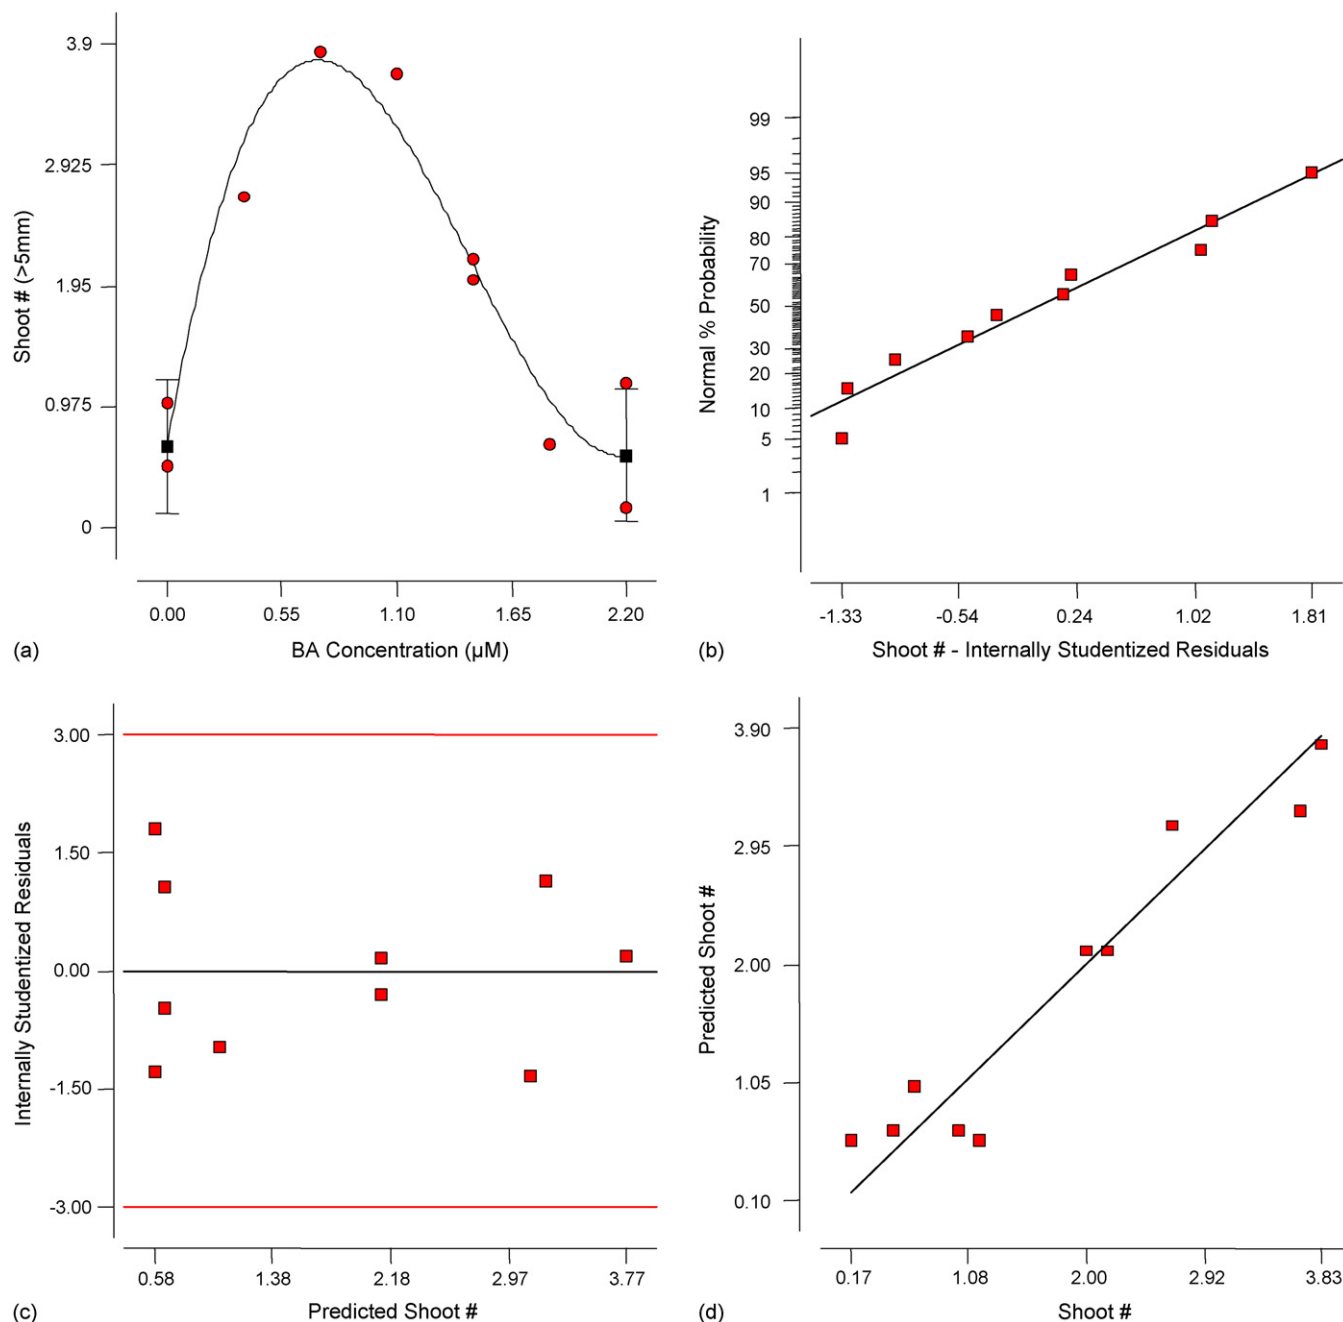 3.9
2.925
1.95
0.975
0
Shoot # (>5mm)
0.00 0.55 1.10 1.65 2.20
BA Concentration (µM)
(a)
99
95
90
80
70
50
30
20
10
5
1
Normal % Probability
-1.33 -0.54 0.24 1.02 1.81
Shoot # - Internally Studentized Residuals
(b)
3.00
1.50
0.00
-1.50
-3.00
Internally Studentized Residuals
0.58 1.38 2.18 2.97 3.77
Predicted Shoot #
(c)
3.90
2.95
2.00
1.05
0.10
Predicted Shoot #
0.17 1.08 2.00 2.92 3.83
Shoot #
(d)